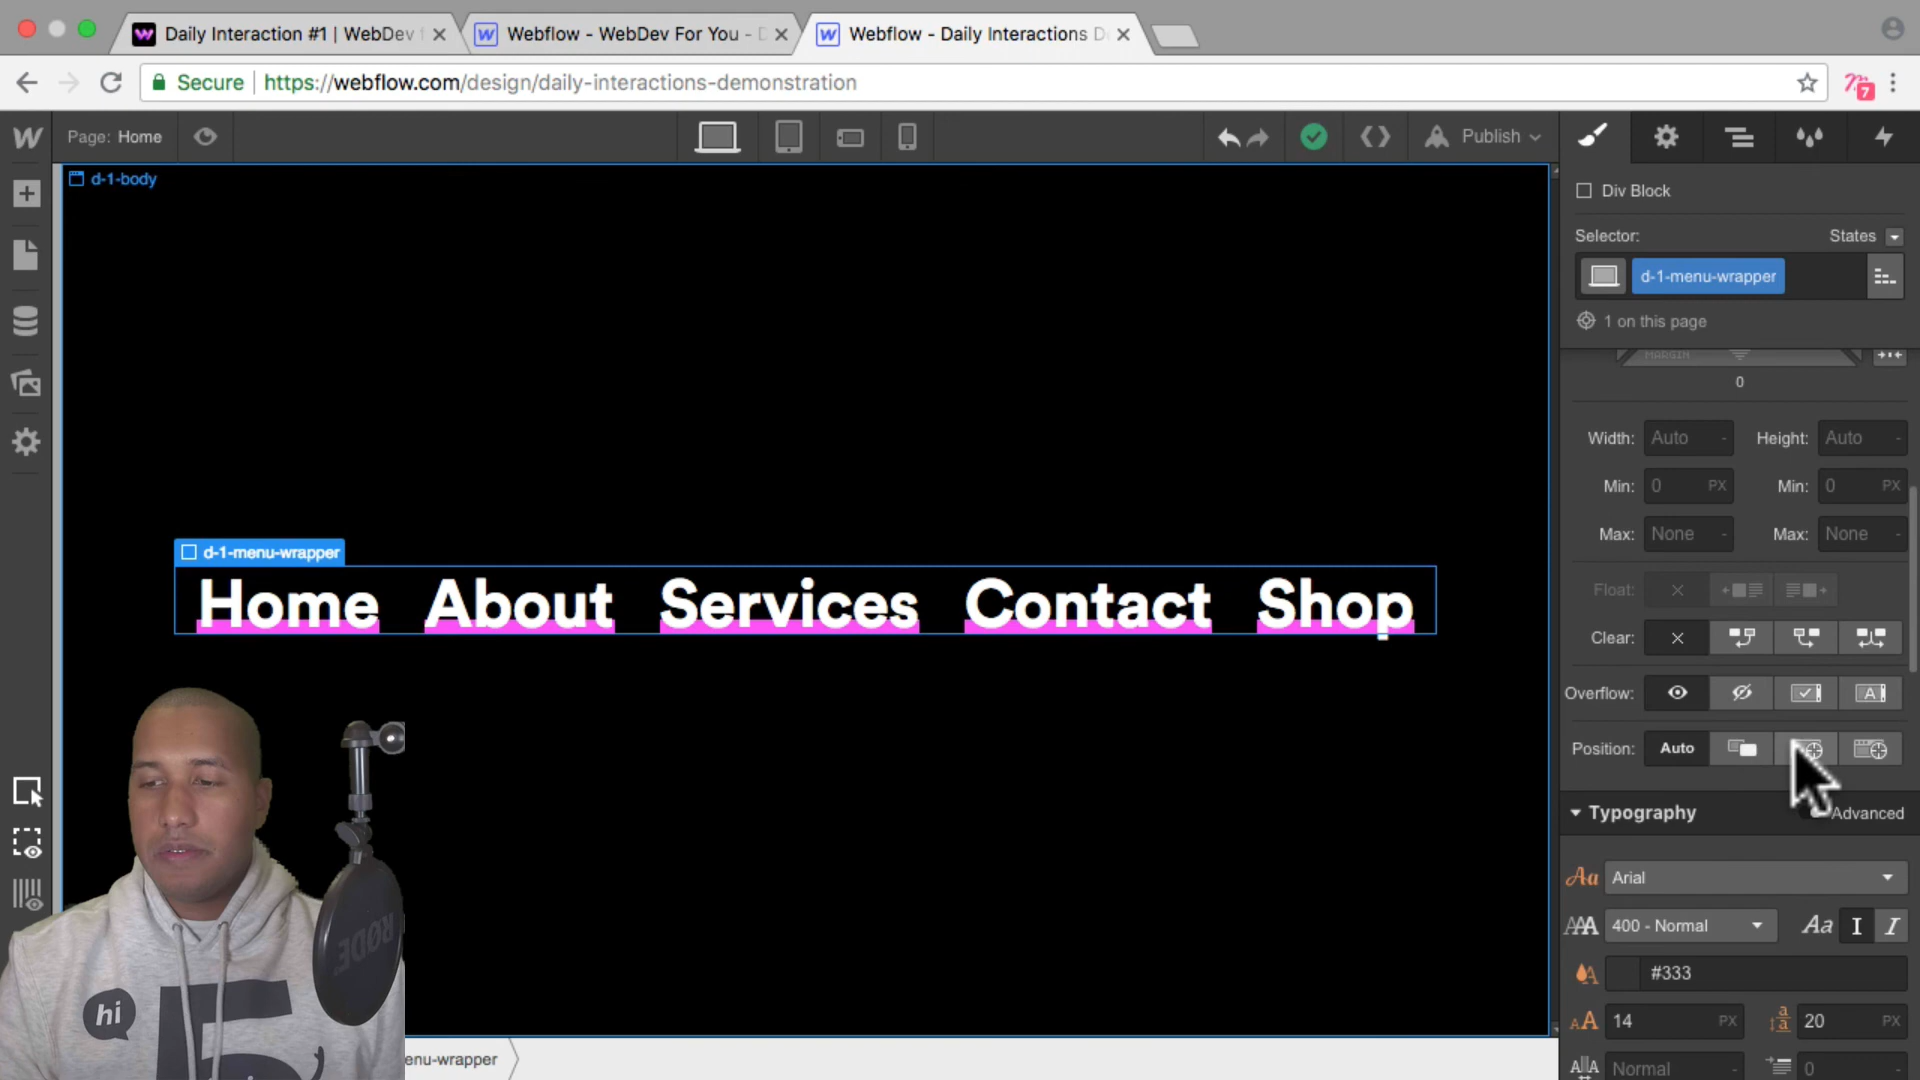 Daily Interaction #1 | WebDev f
Webflow - WebDev For You - D
Webflow - Daily Interactions D
Secure
https://webflow.com/design/daily-interactions-demonstration
7
Page: Home
Publish
d-1-body
Div Block
Selector:
States
d-1-menu-wrapper
1 on this page
MARGIN
0
Width: Auto -
Height: Auto -
Min: 0 PX
Min: 0 PX
Max: None -
Max: None -
Float:
Clear:
Overflow:
Position: Auto
d-1-menu-wrapper
Home About Services Contact Shop
Typography
Advanced
Arial
400 - Normal
#333
14 PX
20 PX
Normal -
0
enu-wrapper
hi
RØDE